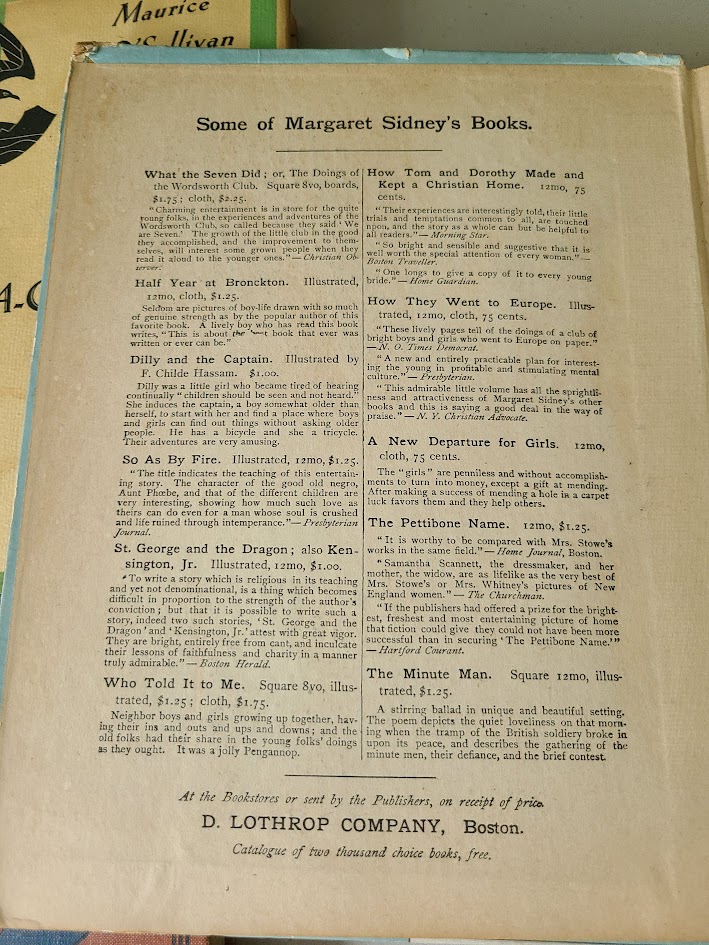 Maurice
O'Sullivan
A-C
Some of Margaret Sidney's Books.
What the Seven Did; or, The Doings of
the Wordsworth Club. Square 8vo, boards,
$1.75; cloth, $2.25.
"Charming entertainment is in store for the quite
young folks, in the experiences and adventures of the
Wordsworth Club, so called because they said 'We
are Seven.' The growth of the little club in the good
they accomplished, and the improvement to them-
selves, will interest some grown people when they
read it aloud to the younger ones."—Christian Ob-
server.
Half Year at Bronckton. Illustrated,
12mo, cloth, $1.25.
Seldom are pictures of boy-life drawn with so much
of genuine strength as by the popular author of this
favorite book. A lively boy who has read this book
writes, "This is about the book that ever was
written or ever can be."
Dilly and the Captain. Illustrated by
F. Childe Hassam. $1.00.
Dilly was a little girl who became tired of hearing
continually "children should be seen and not heard."
She induces the captain, a boy somewhat older than
herself, to start with her and find a place where boys
and girls can find out things without asking older
people. He has a bicycle and she a tricycle.
Their adventures are very amusing.
So As By Fire. Illustrated, 12mo, $1.25.
"The title indicates the teaching of this entertain-
ing story. The character of the good old negro,
Aunt Phœbe, and that of the different children are
very interesting, showing how much such love as
theirs can do even for a man whose soul is crushed
and life ruined through intemperance."—Presbyterian
Journal.
St. George and the Dragon; also Ken-
sington, Jr. Illustrated, 12mo, $1.00.
"To write a story which is religious in its teaching
and yet not denominational, is a thing which becomes
difficult in proportion to the strength of the author's
conviction; but that it is possible to write such a
story, indeed two such stories, 'St. George and the
Dragon' and 'Kensington, Jr.' attest with great vigor.
They are bright, entirely free from cant, and inculcate
their lessons of faithfulness and charity in a manner
truly admirable."—Boston Herald.
Who Told It to Me. Square 8vo, illus-
trated, $1.25; cloth, $1.75.
Neighbor boys and girls growing up together, hav-
ing their ins and outs and ups and downs; and the
old folks had their share in the young folks' doings
as they ought. It was a jolly Pengannop.
How Tom and Dorothy Made and
Kept a Christian Home. 12mo, 75
cents.
"Their experiences are interestingly told, their little
trials and temptations common to all, are touched
upon, and the story as a whole can but be helpful to
all readers."—Morning Star.
"So bright and sensible and suggestive that it is
well worth the special attention of every woman."—
Boston Traveller.
"One longs to give a copy of it to every young
bride."—Home Guardian.
How They Went to Europe. Illus-
trated, 12mo, cloth, 75 cents.
"These lively pages tell of the doings of a club of
bright boys and girls who went to Europe on paper."
—N. O. Times Democrat.
"A new and entirely practicable plan for interest-
ing the young in profitable and stimulating mental
culture."—Presbyterian.
"This admirable little volume has all the sprightli-
ness and attractiveness of Margaret Sidney's other
books and this is saying a good deal in the way of
praise."—N. Y. Christian Advocate.
A New Departure for Girls. 12mo,
cloth, 75 cents.
The "girls" are penniless and without accomplish-
ments to turn into money, except a gift at mending.
After making a success of mending a hole in a carpet
luck favors them and they help others.
The Pettibone Name. 12mo, $1.25.
"It is worthy to be compared with Mrs. Stowe's
works in the same field."—Home Journal, Boston.
"Samantha Scannett, the dressmaker, and her
mother, the widow, are as lifelike as the very best of
Mrs. Stowe's or Mrs. Whitney's pictures of New
England women."—The Churchman.
"If the publishers had offered a prize for the bright-
est, freshest and most entertaining picture of home
that fiction could give they could not have been more
successful than in securing 'The Pettibone Name.'"
—Hartford Courant.
The Minute Man. Square 12mo, illus-
trated, $1.25.
A stirring ballad in unique and beautiful setting.
The poem depicts the quiet loveliness on that morn-
ing when the tramp of the British soldiery broke in
upon its peace, and describes the gathering of the
minute men, their defiance, and the brief contest.
At the Bookstores or sent by the Publishers, on receipt of price.
D. LOTHROP COMPANY, Boston.
Catalogue of two thousand choice books, free.